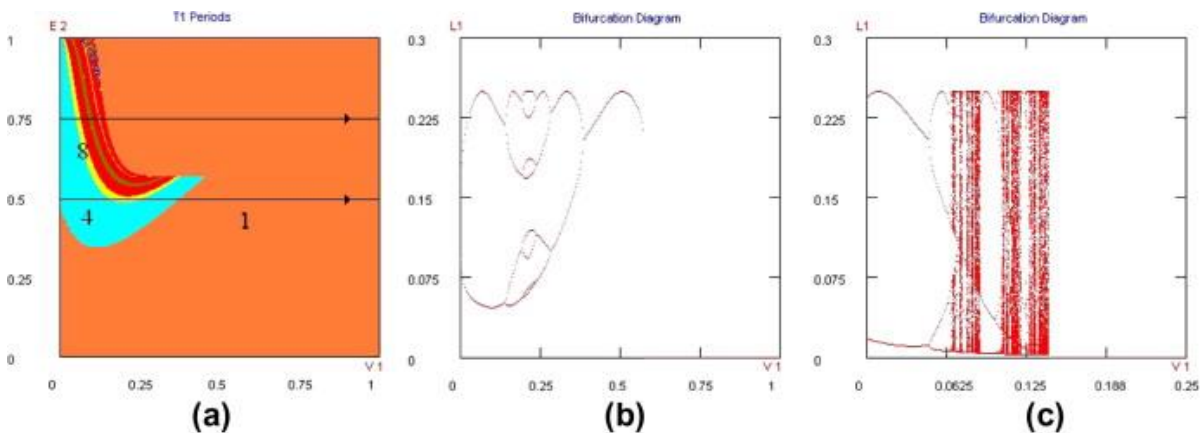 T1 Periods
E 2
1
0.75
0.5
0.25
0
8
4
1
V 1
0 0.25 0.5 0.75 1
(a)
Bifurcation Diagram
L1
0.3
0.225
0.15
0.075
0
V 1
0 0.25 0.5 0.75 1
(b)
Bifurcation Diagram
L1
0.3
0.225
0.15
0.075
0
V 1
0 0.0625 0.125 0.188 0.25
(c)